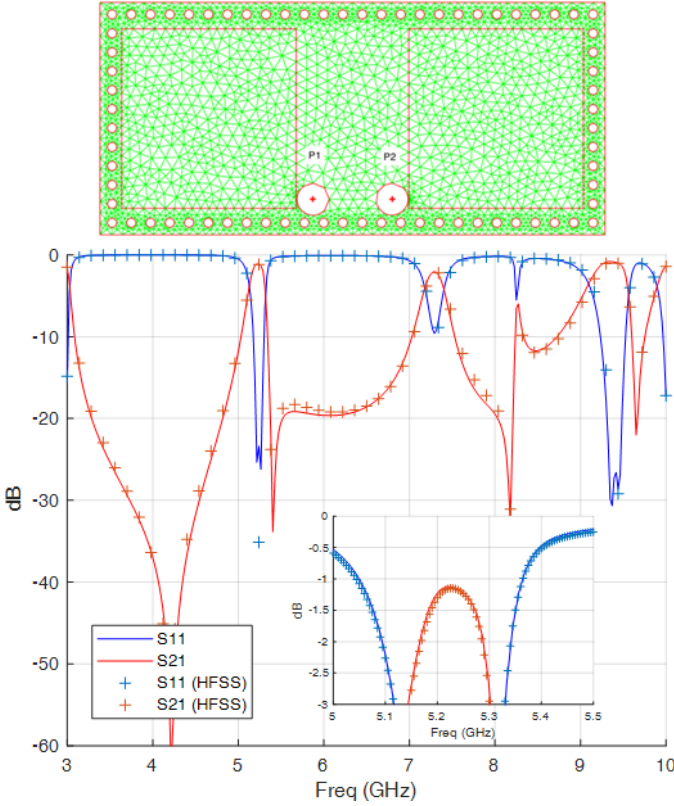 P1 P2
0
-10
-20
-30
-40
-50
-60
dB
3 4 5 6 7 8 9 10
Freq (GHz)
S11
S21
S11 (HFSS)
S21 (HFSS)
0
-0.5
-1
-1.5
-2
-2.5
-3
dB
5 5.1 5.2 5.3 5.4 5.5
Freq (GHz)